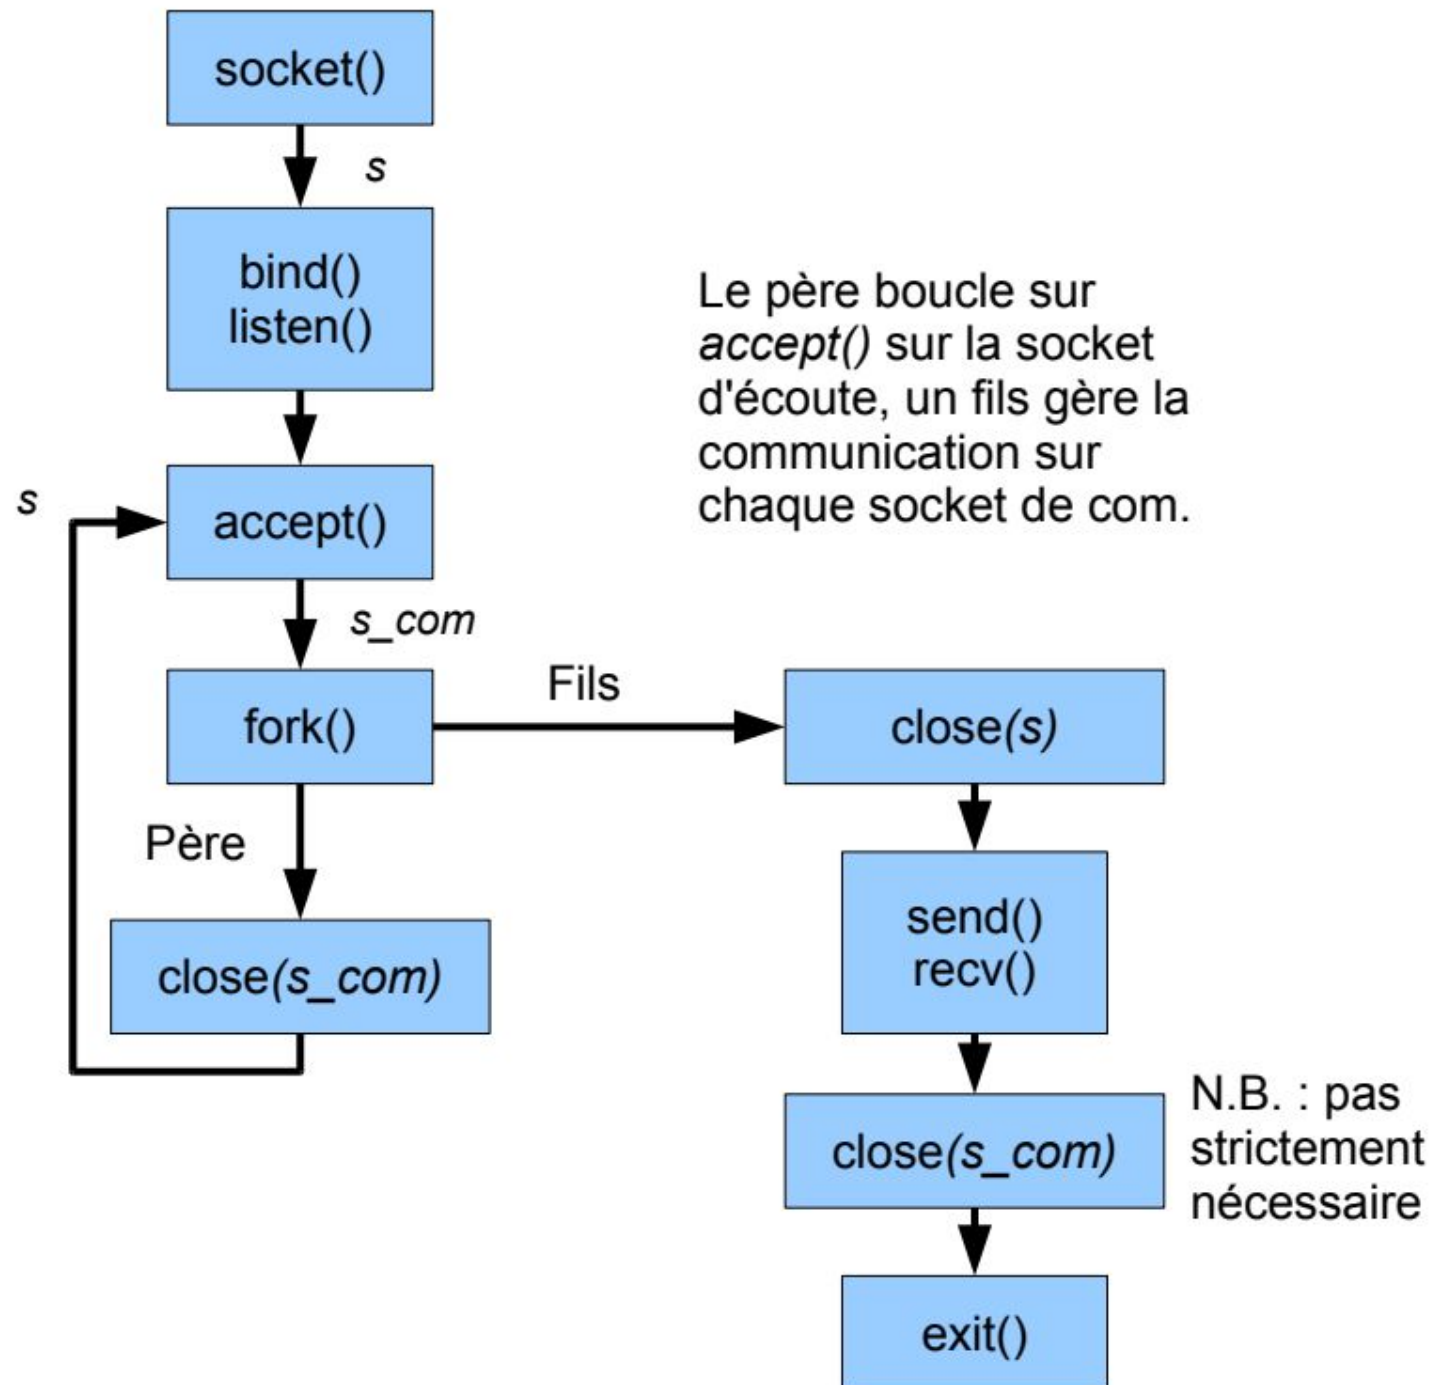 socket()
s
bind()
listen()
Le père boucle sur
accept() sur la socket
d'écoute, un fils gère la
communication sur
chaque socket de com.
s
accept()
s_com
fork()
Fils
close(s)
Père
close(s_com)
send()
recv()
close(s_com)
N.B. : pas
strictement
nécessaire
exit()